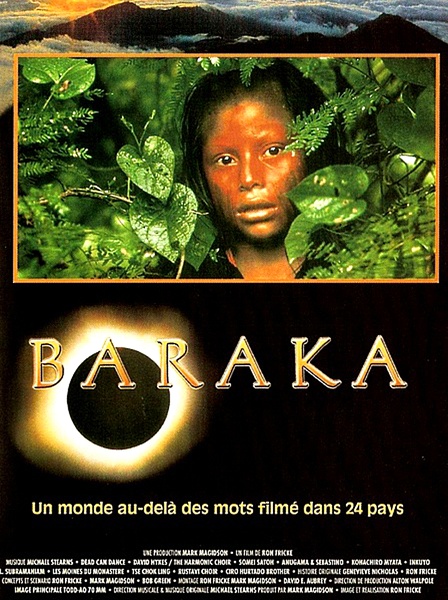 BARAKA
Un monde au-delà des mots filmé dans 24 pays
UNE PRODUCTION MARK MAGIDSON • UN FILM DE RON FRICKE
MUSIQUE MICHAEL STEARNS • DEAD CAN DANCE • DAVID HYKES / THE HARMONIC CHOIR • SOMEI SATOH • ANUGAMA & SEBASTINO • KOHACHIRO MIYATA • INKUYO
L. SUBRAMANIAM • LES MOINES DU MONASTERE • TSE CHOK LING • RUSTAVI CHOIR • CIRO HURTADO BROTHER • HISTOIRE ORIGINALE GENEVIEVE NICHOLAS • RON FRICKE
CONCEPTS ET SCENARIO RON FRICKE • MARK MAGIDSON • BOB GREEN • MONTAGE RON FRICKE MARK MAGIDSON • DAVID E. AUBREY • DIRECTION DE PRODUCTION ALTON WALPOLE
IMAGE PRINCIPALE TODD-AO 70 MM. • DIRECTION MUSICALE & MUSIQUE ORIGINALE MICHAEL STEARNS PRODUIT PAR MARK MAGIDSON • IMAGE ET REALISATION RON FRICKE